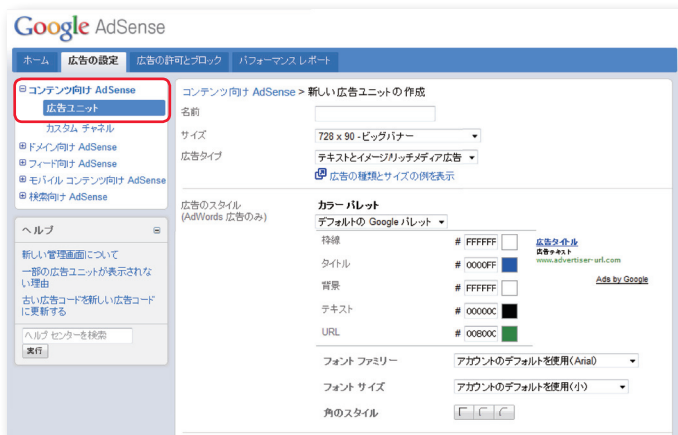 Google AdSense
ホーム 広告の設定 広告の許可とブロック パフォーマンス レポート
コンテンツ向け AdSense
広告ユニット
カスタム チャネル
ドメイン向け AdSense
フィード向け AdSense
モバイル コンテンツ向け AdSense
検索向け AdSense
ヘルプ
新しい管理画面について
一部の広告ユニットが表示されな
い理由
古い広告コードを新しい広告コード
に更新する
ヘルプ センターを検索
実行
コンテンツ向け AdSense > 新しい広告ユニットの作成
名前
サイズ 728 x 90 - ビッグバナー
広告タイプ テキストとイメージ/リッチメディア広告
広告の種類とサイズの例を表示
広告のスタイル
(AdWords 広告のみ)
カラー パレット
デフォルトの Google パレット
枠線 # FFFFFF
タイトル # 0000FF
背景 # FFFFFF
テキスト # 00000C
URL # 00800C
広告タイトル
広告テキスト
www.advertiser-url.com
Ads by Google
フォント ファミリー アカウントのデフォルトを使用(Arial)
フォント サイズ アカウントのデフォルトを使用(小)
角のスタイル